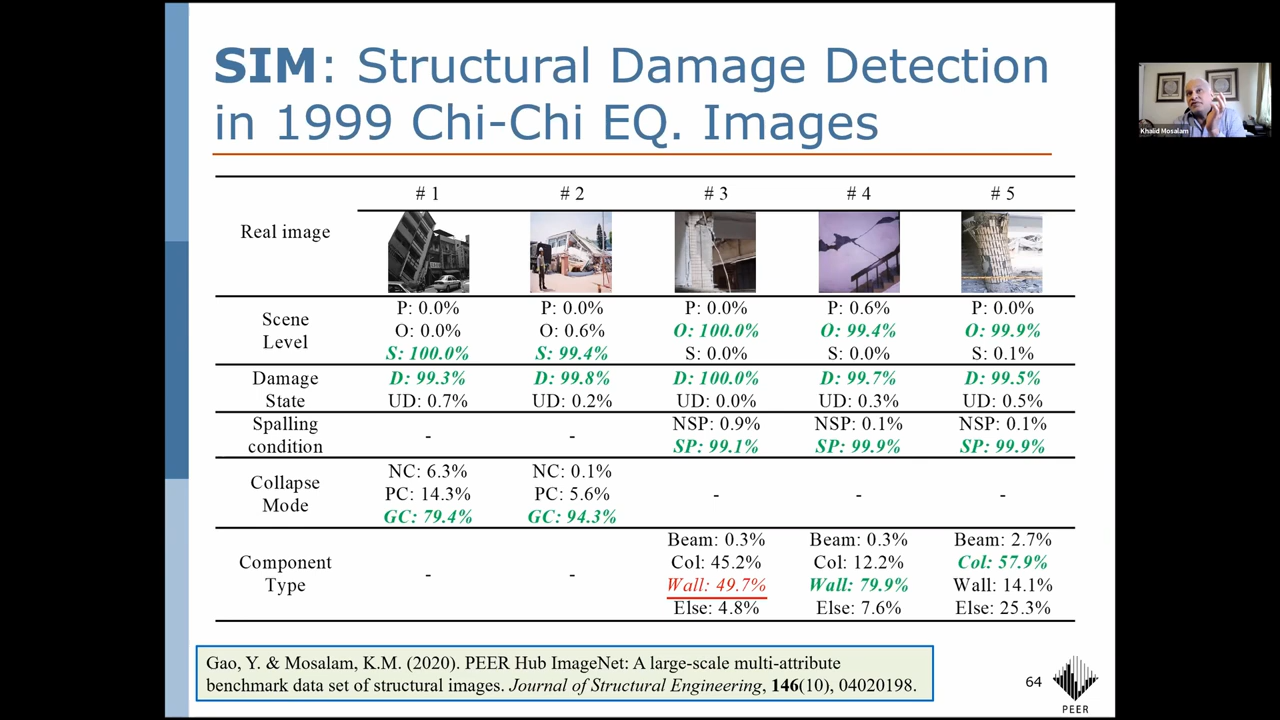 SIM: Structural Damage Detection
in 1999 Chi-Chi EQ. Images
Khalid Mosalam
# 1 # 2 # 3 # 4 # 5
Real image
Scene Level
P: 0.0% P: 0.0% P: 0.0% P: 0.6% P: 0.0%
O: 0.0% O: 0.6% O: 100.0% O: 99.4% O: 99.9%
S: 100.0% S: 99.4% S: 0.0% S: 0.0% S: 0.1%
Damage State
D: 99.3% D: 99.8% D: 100.0% D: 99.7% D: 99.5%
UD: 0.7% UD: 0.2% UD: 0.0% UD: 0.3% UD: 0.5%
Spalling condition
- - NSP: 0.9% NSP: 0.1% NSP: 0.1%
SP: 99.1% SP: 99.9% SP: 99.9%
Collapse Mode
NC: 6.3% NC: 0.1%
PC: 14.3% PC: 5.6% - - -
GC: 79.4% GC: 94.3%
Component Type
Beam: 0.3% Beam: 0.3% Beam: 2.7%
Col: 45.2% Col: 12.2% Col: 57.9%
- - Wall: 49.7% Wall: 79.9% Wall: 14.1%
Else: 4.8% Else: 7.6% Else: 25.3%
Gao, Y. & Mosalam, K.M. (2020). PEER Hub ImageNet: A large-scale multi-attribute
benchmark data set of structural images. Journal of Structural Engineering, 146(10), 04020198.
64
PEER